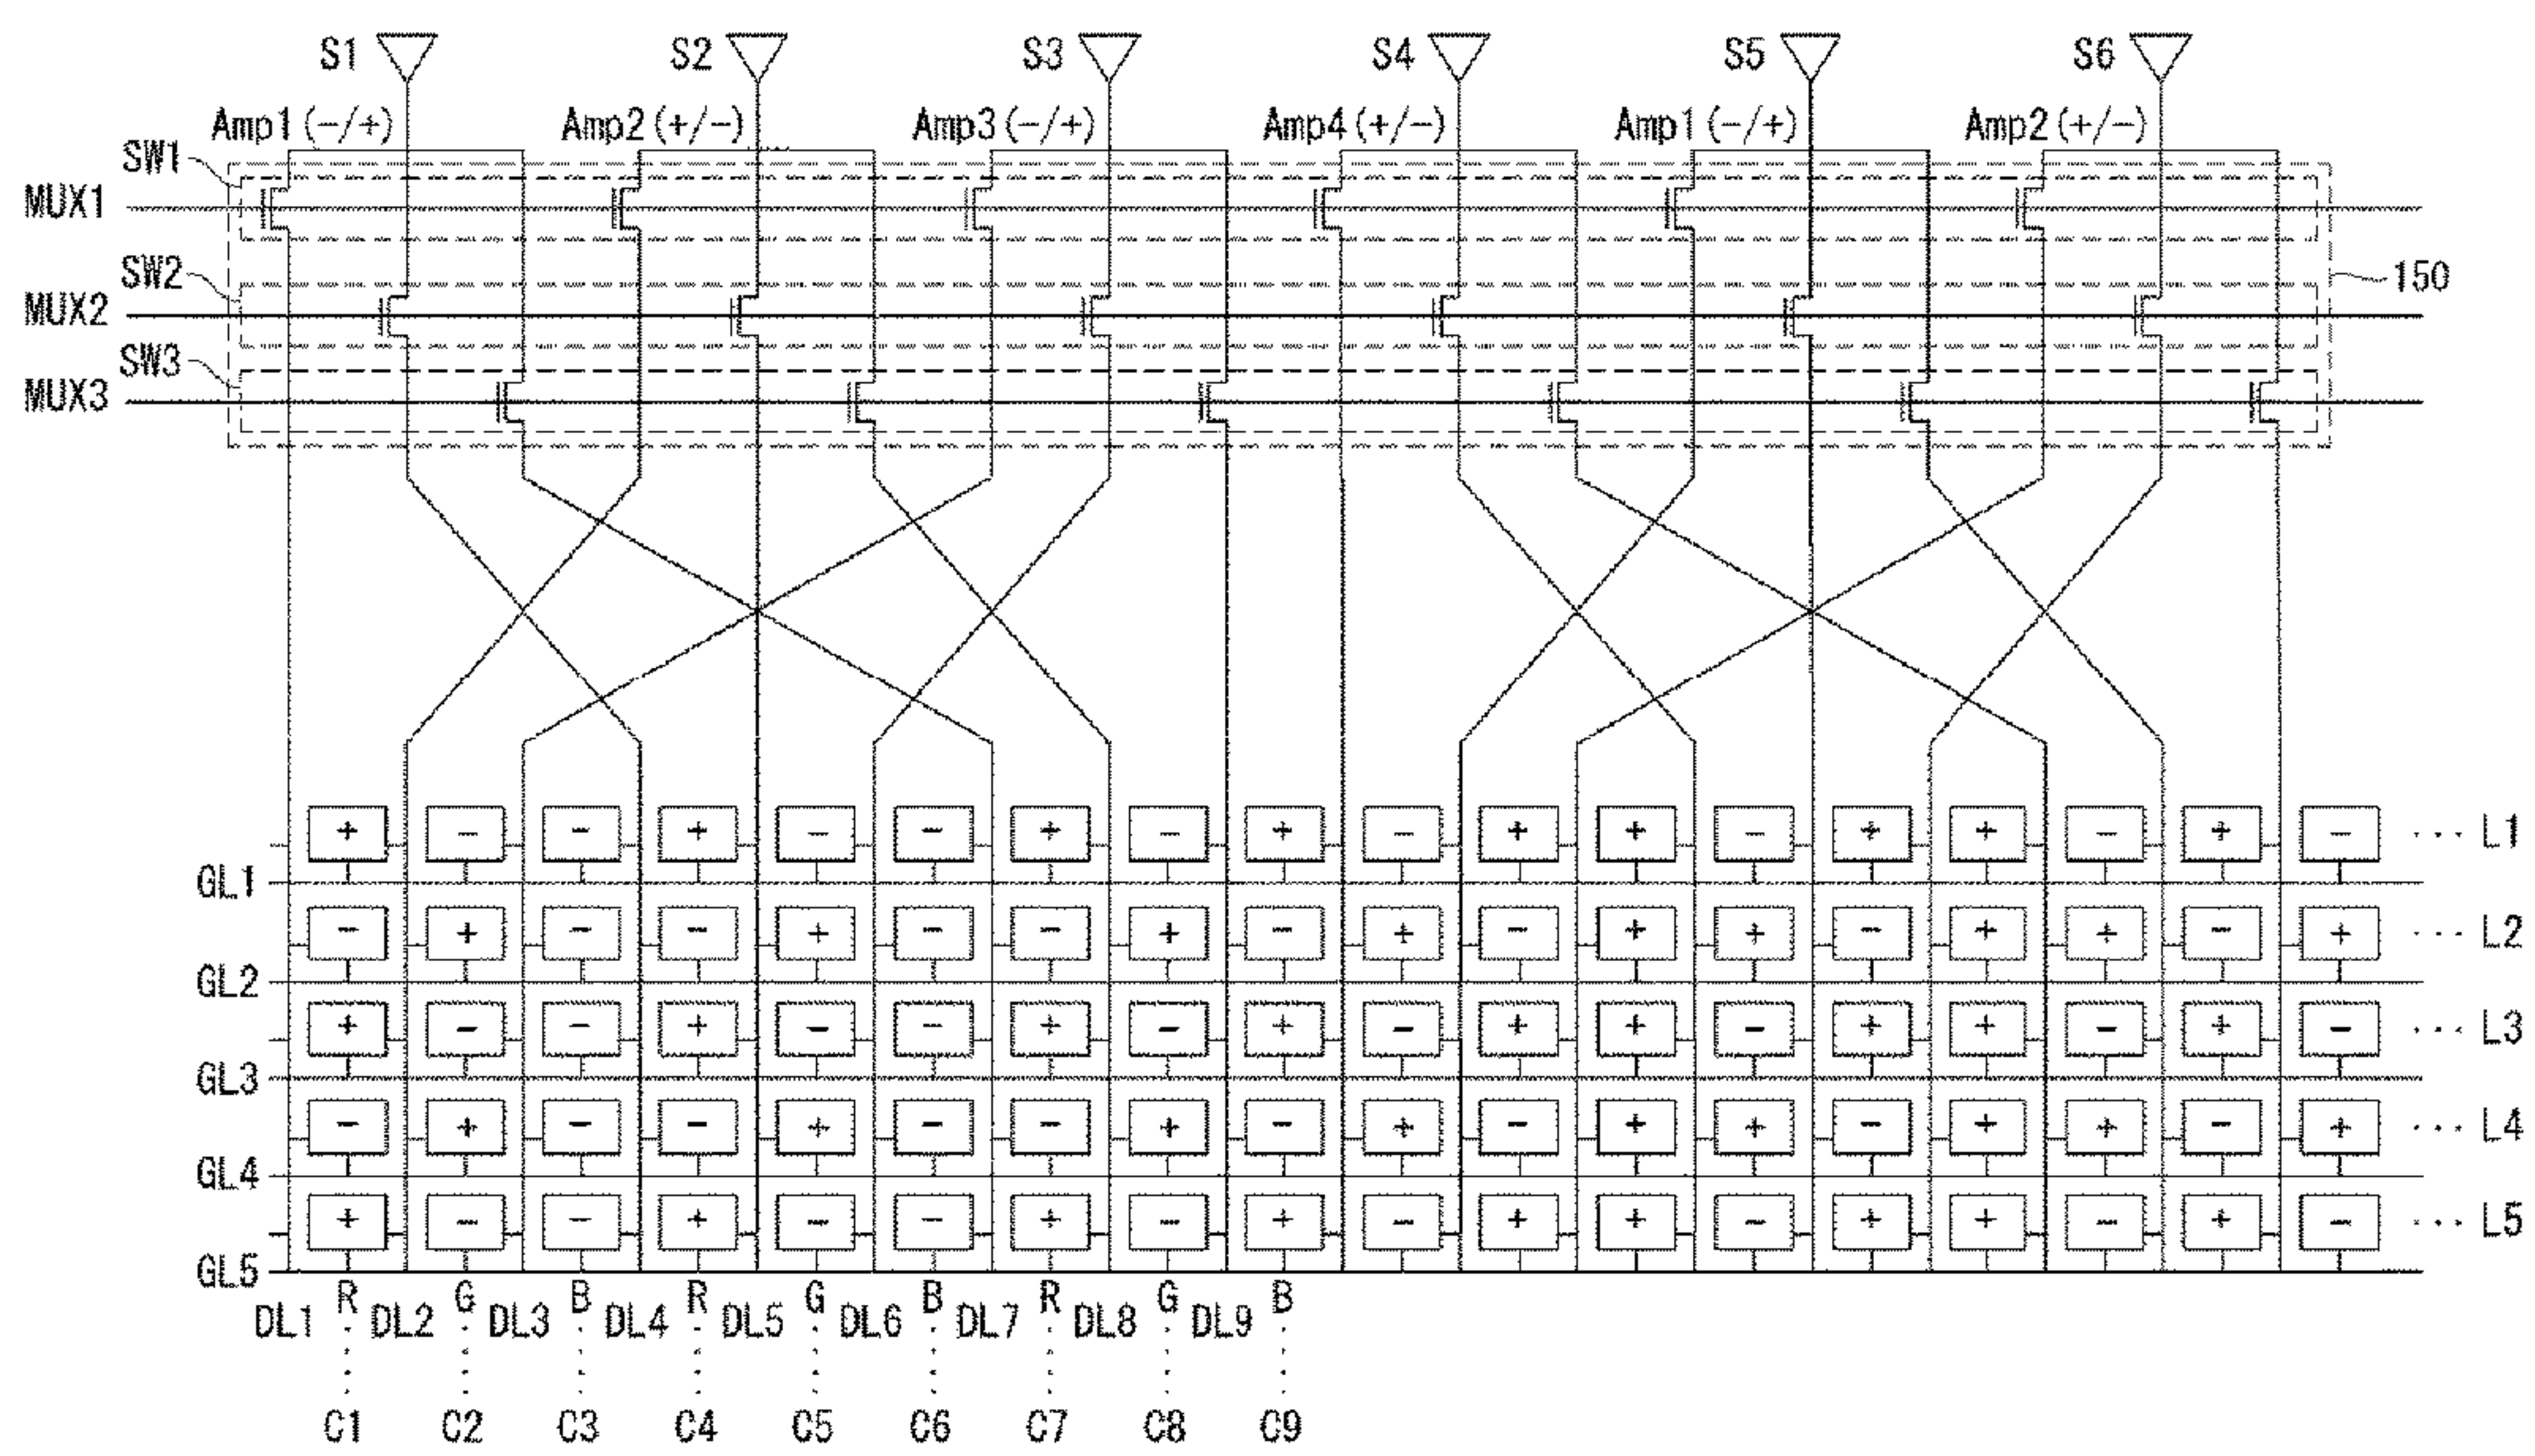 S1 S2 S3 S4 S5 S6
Amp1(−/+) Amp2(+/−) Amp3(−/+) Amp4(+/−) Amp1(−/+) Amp2(+/−)
SW1
MUX1
SW2
150
MUX2
SW3
MUX3
+ − − + − − + − + − + + − + + − + − ··· L1
GL1
− + − − + − − + − + − + + − + + − + ··· L2
GL2
+ − − + − − + − + − + + − + + − + − ··· L3
GL3
− + − − + − − + − + − + + − + + − + ··· L4
GL4
+ − − + − − + − + − + + − + + − + − ··· L5
GL5
R G B R G B R G B
DL1 DL2 DL3 DL4 DL5 DL6 DL7 DL8 DL9
C1 C2 C3 C4 C5 C6 C7 C8 C9